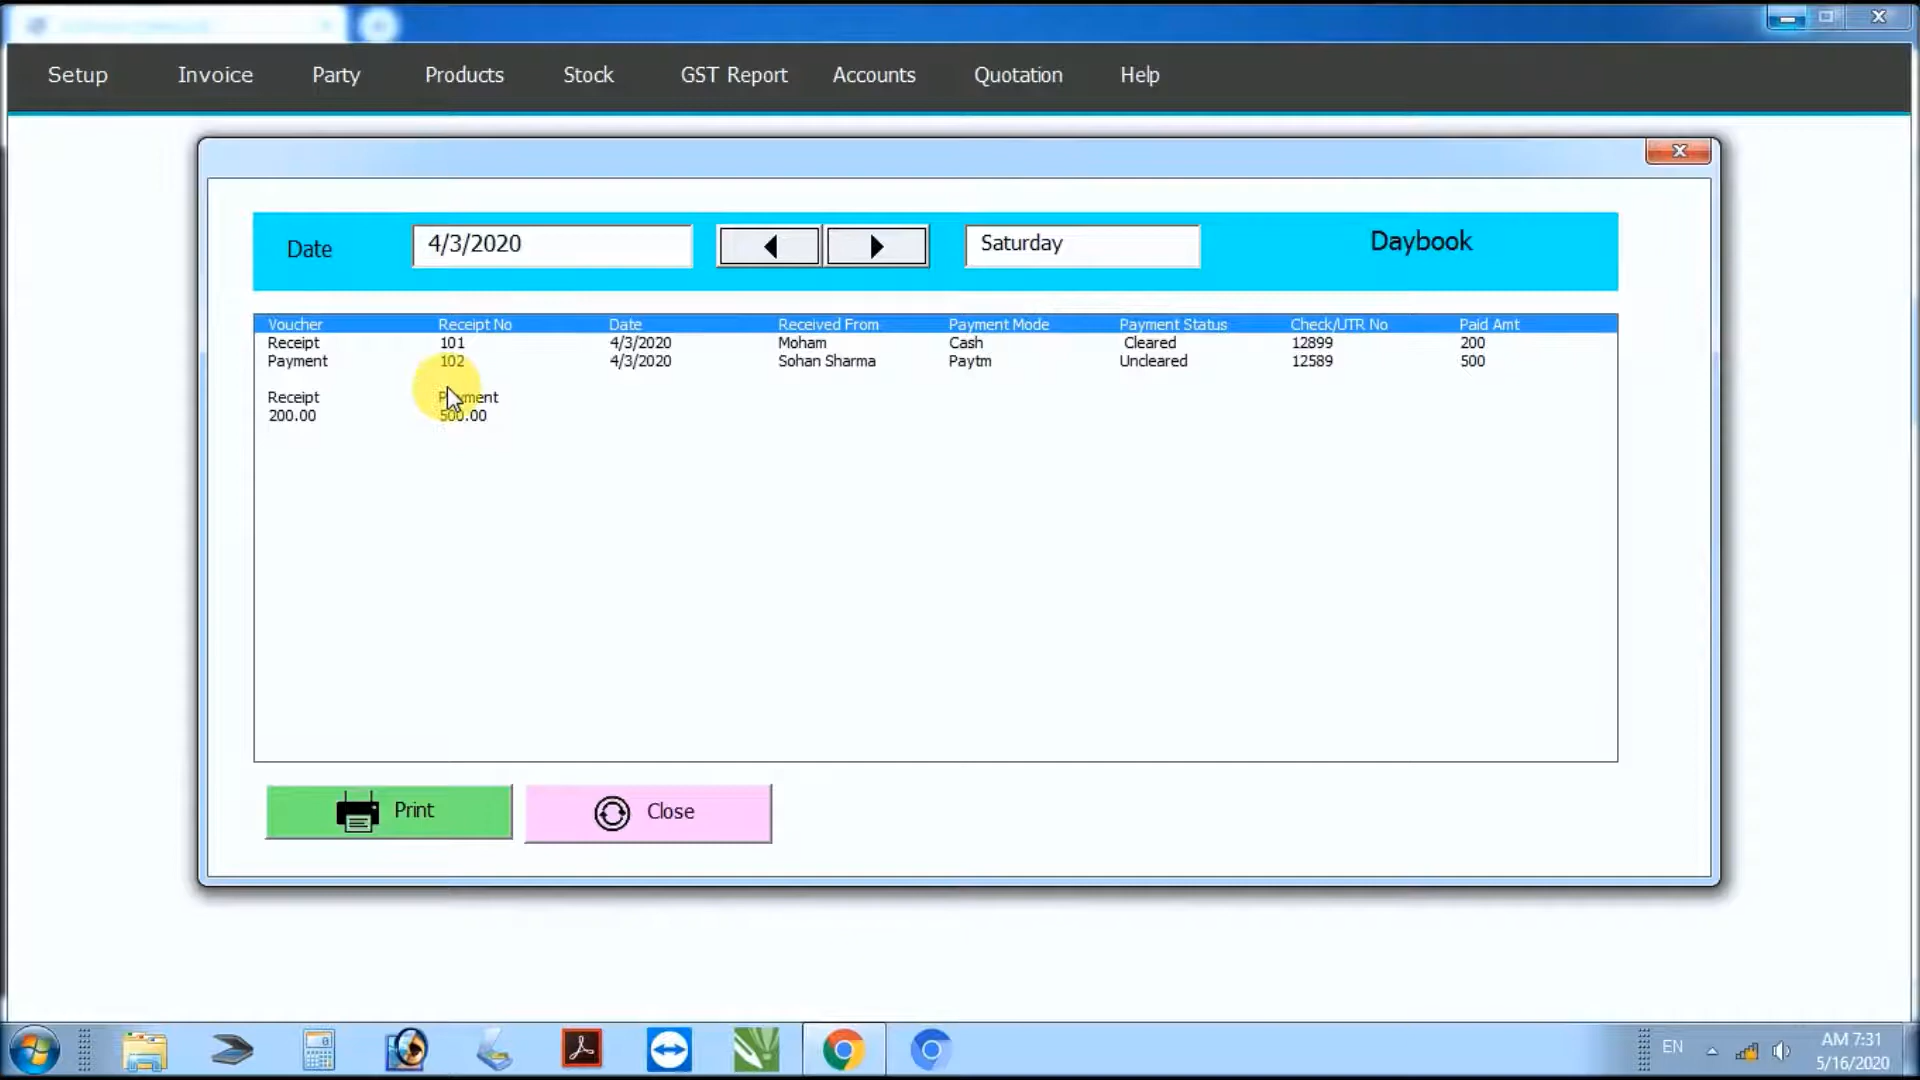 Setup Invoice Party Products Stock GST Report Accounts Quotation Help
Date 4/3/2020 Saturday Daybook
Voucher Receipt No Date Received From Payment Mode Payment Status Check/UTR No Paid Amt
Receipt 101 4/3/2020 Moham Cash Cleared 12899 200
Payment 102 4/3/2020 Sohan Sharma Paytm Uncleared 12589 500
Receipt Payment
200.00 500.00
Print Close
EN AM 7:31
5/16/2020